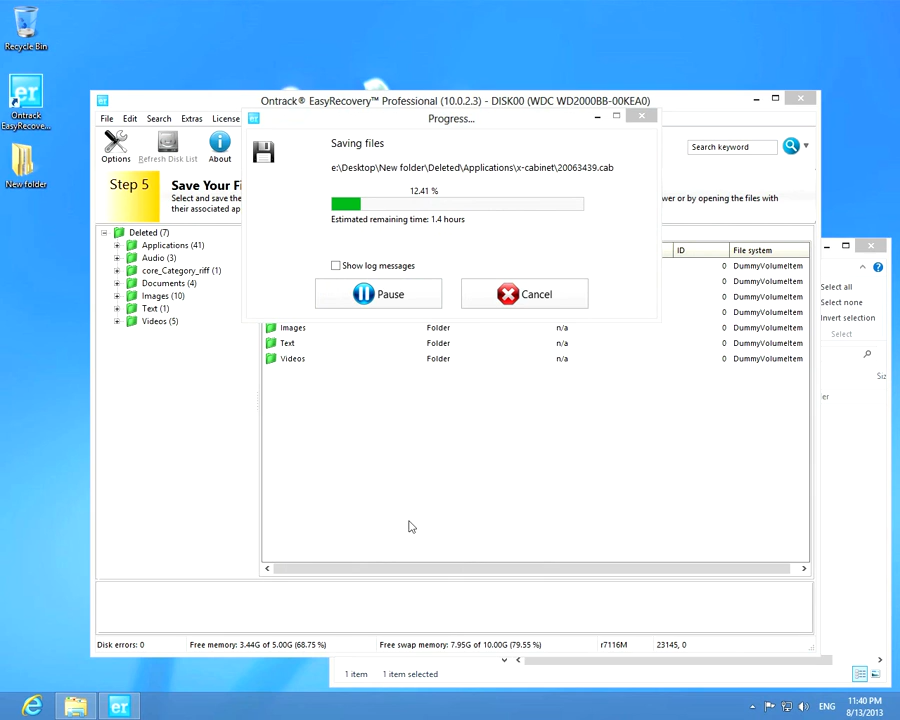 Recycle Bin
Ontrack
EasyRecove...
New folder
Ontrack® EasyRecovery™ Professional (10.0.2.3) - DISK00 (WDC WD2000BB-00KEA0)
File Edit Search Extras License
Options Refresh Disk List About
Search keyword
Step 5
Save Your Fi
Select and save the
their associated ap
wer or by opening the files with
Progress...
Saving files
e:\Desktop\New folder\Deleted\Applications\x-cabinet\20063439.cab
12.41 %
Estimated remaining time: 1.4 hours
Show log messages
Pause Cancel
Deleted (7)
Applications (41)
Audio (3)
core_Category_riff (1)
Documents (4)
Images (10)
Text (1)
Videos (5)
ID File system
0 DummyVolumeItem
0 DummyVolumeItem
0 DummyVolumeItem
0 DummyVolumeItem
Images Folder n/a 0 DummyVolumeItem
Text Folder n/a 0 DummyVolumeItem
Videos Folder n/a 0 DummyVolumeItem
Select all
Select none
Invert selection
Select
Siz
er
Disk errors: 0 Free memory: 3.44G of 5.00G (68.75 %) Free swap memory: 7.95G of 10.00G (79.55 %) r7116M 23145, 0
1 item 1 item selected
ENG
11:40 PM
8/13/2013